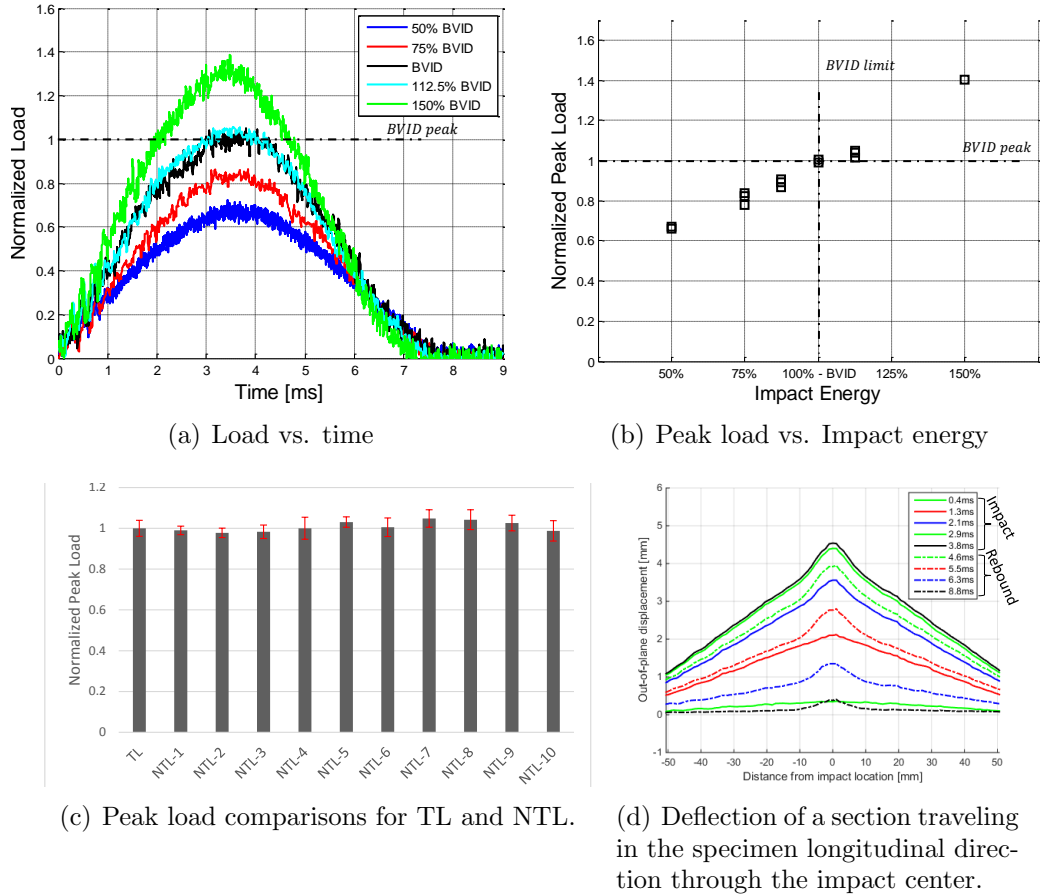 50% BVID
75% BVID
BVID
112.5% BVID
150% BVID
BVID peak
1.6
1.4
1.2
1
0.8
0.6
0.4
0.2
0
Normalized Load
0 1 2 3 4 5 6 7 8 9
Time [ms]
(a) Load vs. time
BVID limit
BVID peak
1.6
1.4
1.2
1
0.8
0.6
0.4
0.2
0
Normalized Peak Load
50% 75% 100% - BVID 125% 150%
Impact Energy
(b) Peak load vs. Impact energy
1.2
1
0.8
0.6
0.4
0.2
0
Normalized Peak Load
TL NTL-1 NTL-2 NTL-3 NTL-4 NTL-5 NTL-6 NTL-7 NTL-8 NTL-9 NTL-10
(c) Peak load comparisons for TL and NTL.
0.4ms
1.3ms
2.1ms
2.9ms
3.8ms
4.6ms
5.5ms
6.3ms
8.8ms
Impact
Rebound
6
5
4
3
2
1
0
-1
Out-of-plane displacement [mm]
-50 -40 -30 -20 -10 0 10 20 30 40 50
Distance from impact location [mm]
(d) Deflection of a section traveling
in the specimen longitudinal direc-
tion through the impact center.